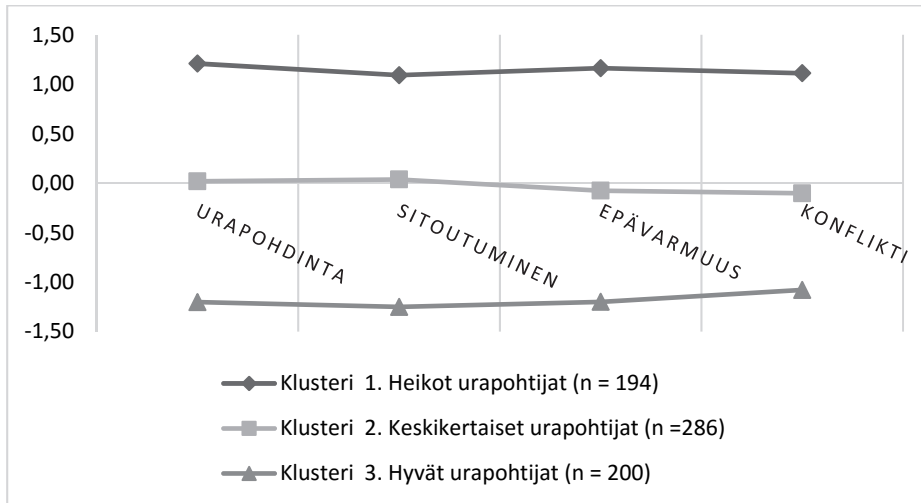 1,50
1,00
0,50
0,00
-0,50
-1,00
-1,50
URAPOHDINTA
SITOUTUMINEN
EPÄVARMUUS
KONFLIKTI
Klusteri 1. Heikot urapohtijat (n = 194)
Klusteri 2. Keskikertaiset urapohtijat (n =286)
Klusteri 3. Hyvät urapohtijat (n = 200)